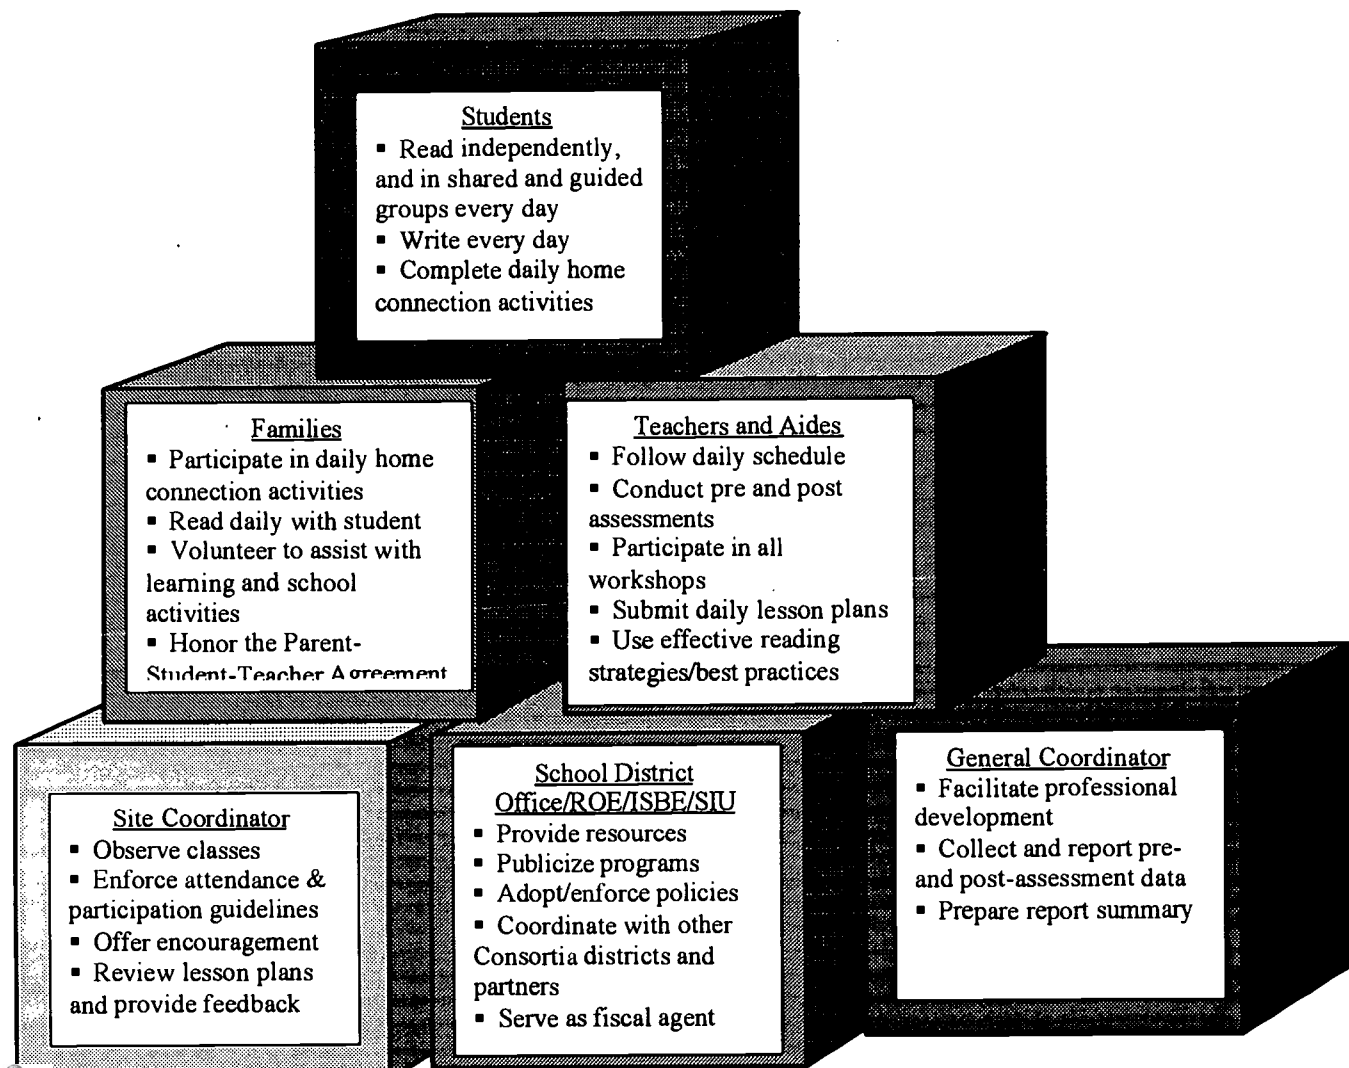 Students
▪ Read independently,
and in shared and guided
groups every day
▪ Write every day
▪ Complete daily home
connection activities
Families
▪ Participate in daily home
connection activities
▪ Read daily with student
▪ Volunteer to assist with
learning and school
activities
▪ Honor the Parent-
Student-Teacher Agreement
Teachers and Aides
▪ Follow daily schedule
▪ Conduct pre and post
assessments
▪ Participate in all
workshops
▪ Submit daily lesson plans
▪ Use effective reading
strategies/best practices
Site Coordinator
▪ Observe classes
▪ Enforce attendance &
participation guidelines
▪ Offer encouragement
▪ Review lesson plans
and provide feedback
School District
Office/ROE/ISBE/SIU
▪ Provide resources
▪ Publicize programs
▪ Adopt/enforce policies
▪ Coordinate with other
Consortia districts and
partners
▪ Serve as fiscal agent
General Coordinator
▪ Facilitate professional
development
▪ Collect and report pre-
and post-assessment data
▪ Prepare report summary